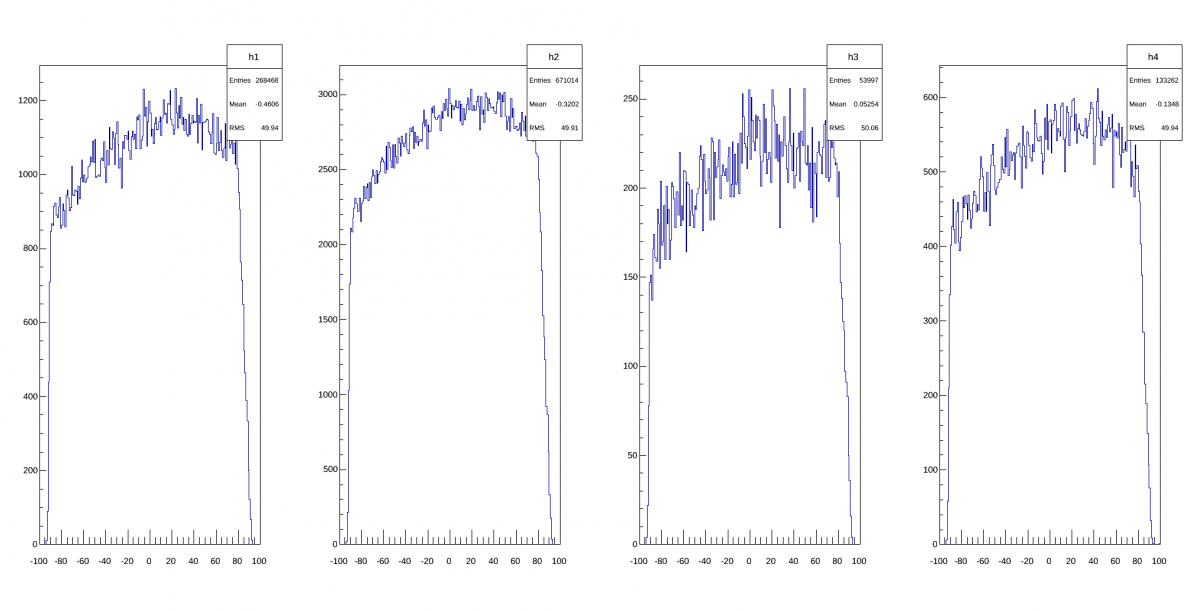 h1
Entries 268466
Mean -0.4606
RMS 49.94
1200
1000
800
600
400
200
0
-100 -80 -60 -40 -20 0 20 40 60 80 100
h2
Entries 671014
Mean -0.3202
RMS 49.91
3000
2500
2000
1500
1000
500
0
-100 -80 -60 -40 -20 0 20 40 60 80 100
h3
Entries 53997
Mean 0.05254
RMS 50.06
250
200
150
100
50
0
-100 -80 -60 -40 -20 0 20 40 60 80 100
h4
Entries 133262
Mean -0.1348
RMS 49.94
600
500
400
300
200
100
0
-100 -80 -60 -40 -20 0 20 40 60 80 100